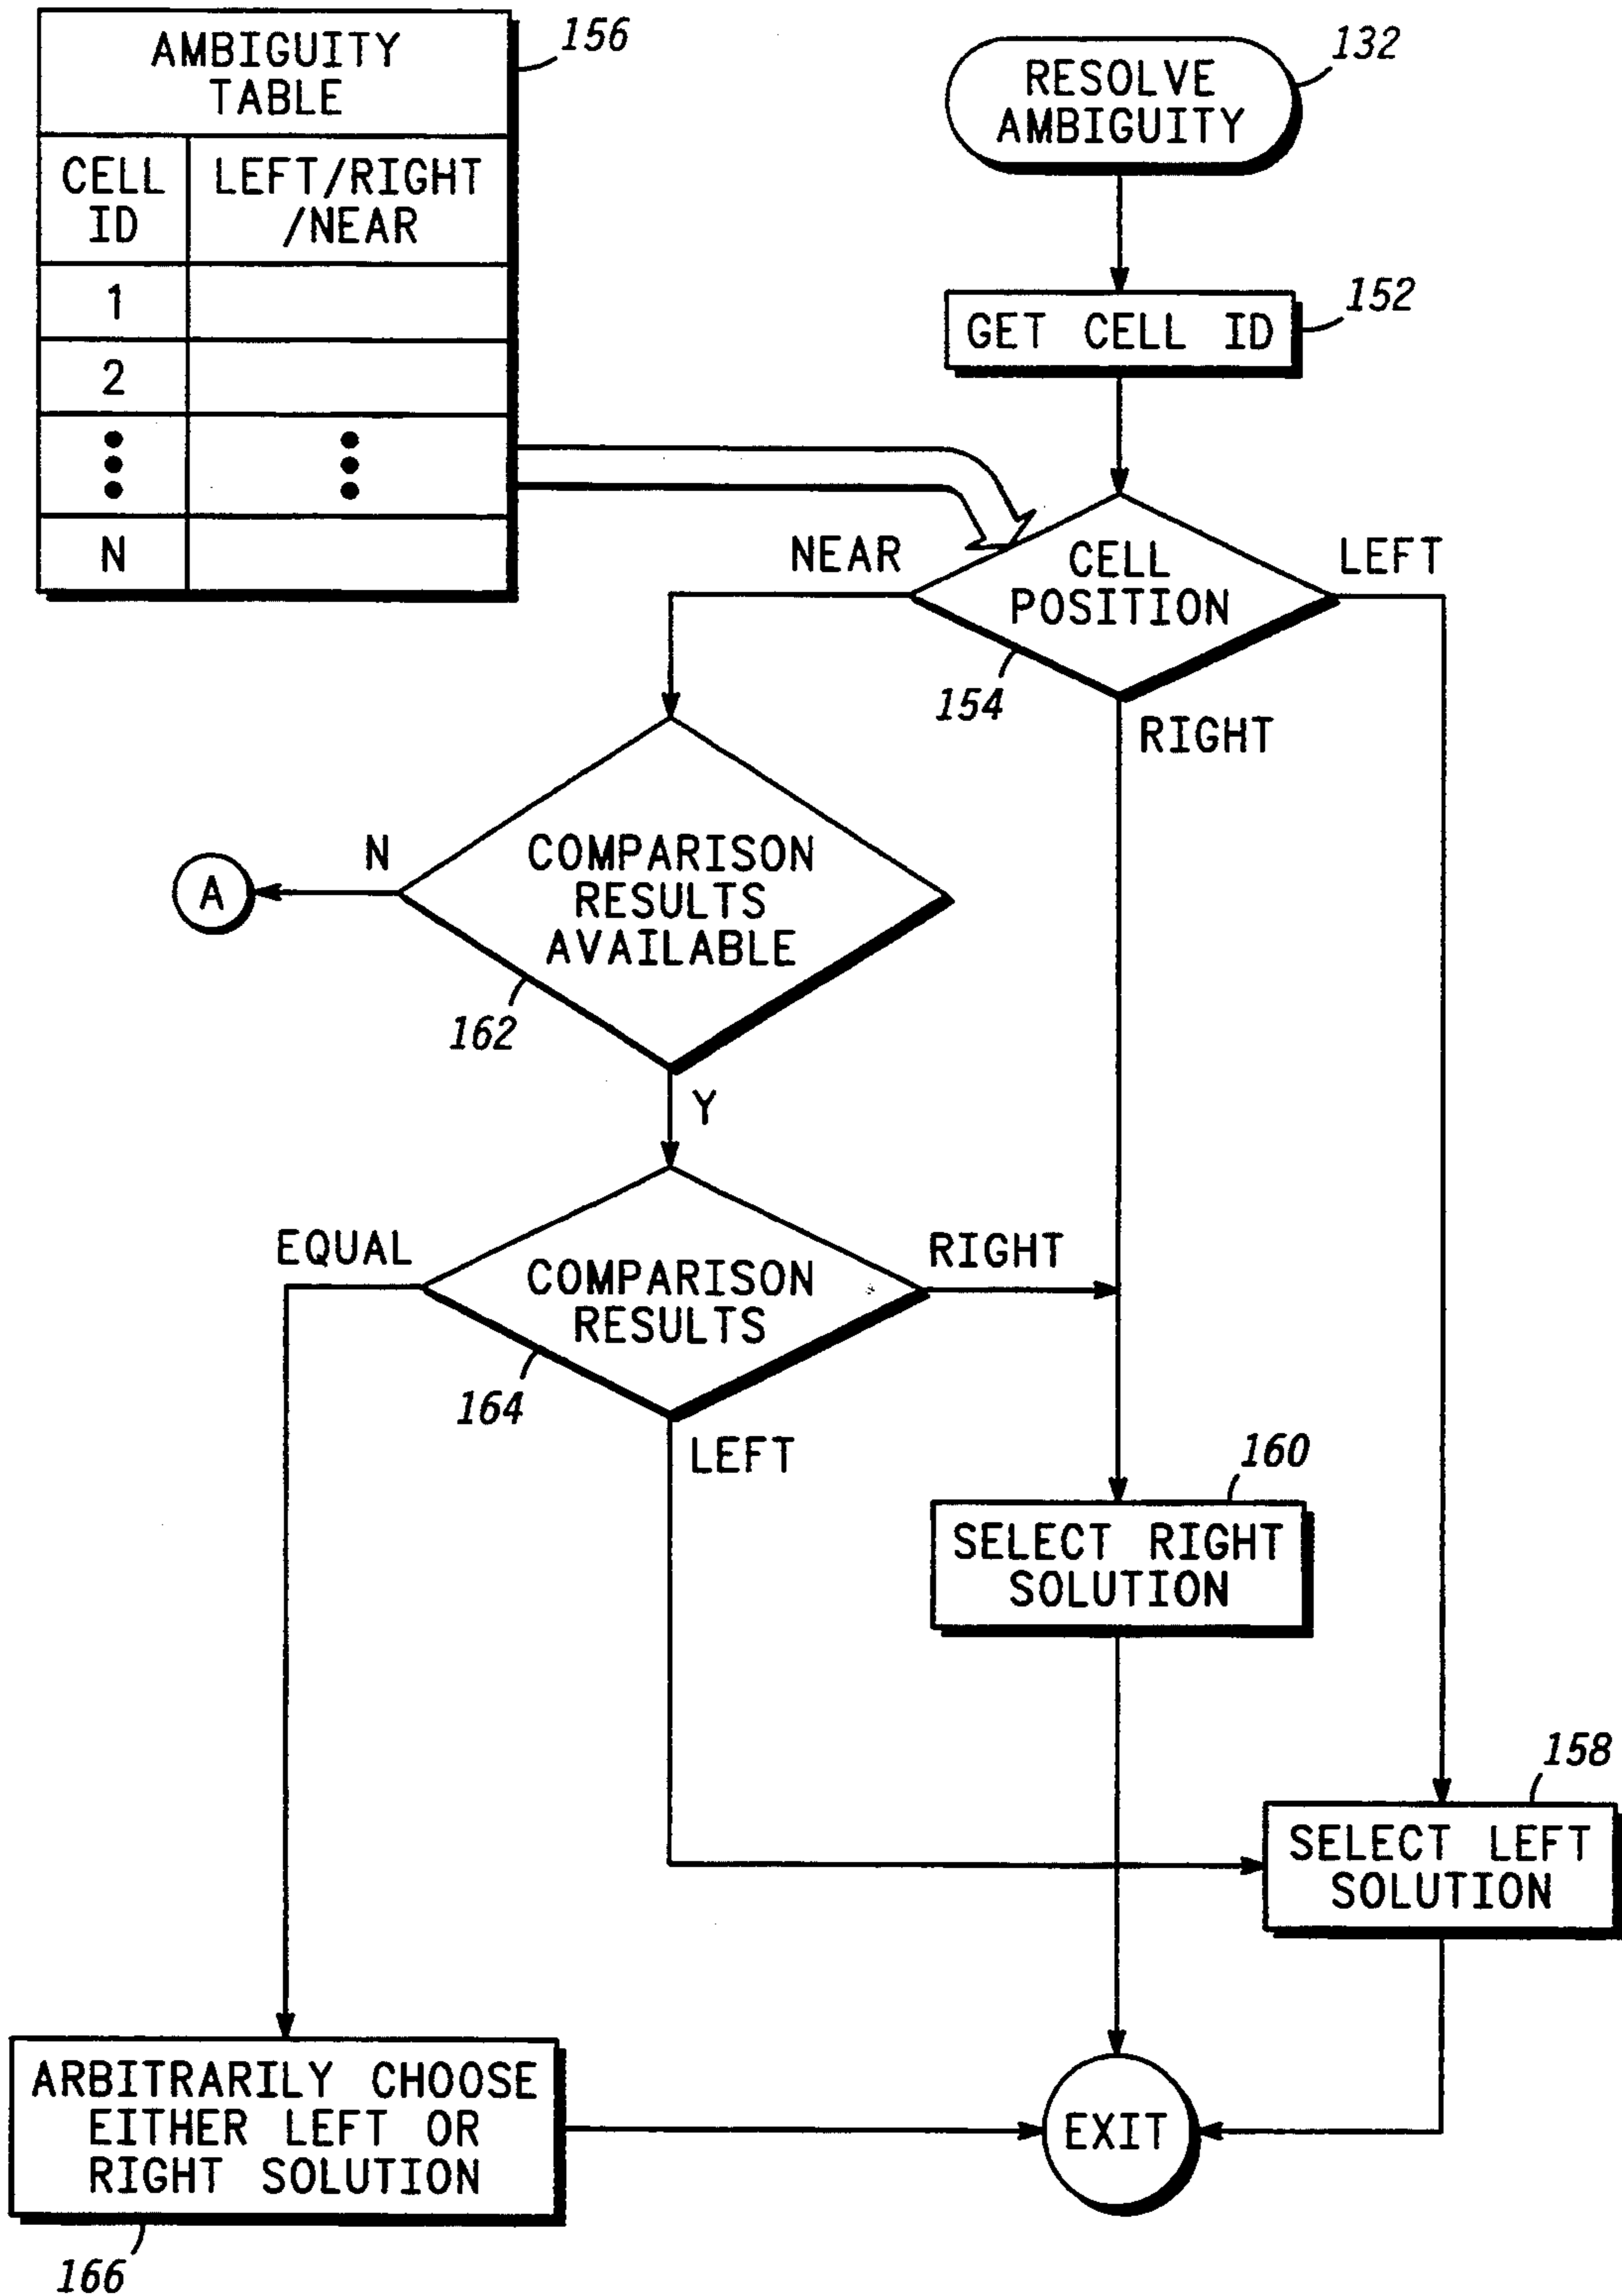 AMBIGUITY
TABLE
156
CELL
ID
LEFT/RIGHT
/NEAR
1
2
N
RESOLVE
AMBIGUITY
132
GET CELL ID
152
CELL
POSITION
154
NEAR
LEFT
RIGHT
COMPARISON
RESULTS
AVAILABLE
162
N
A
Y
COMPARISON
RESULTS
164
EQUAL
RIGHT
LEFT
160
SELECT RIGHT
SOLUTION
158
SELECT LEFT
SOLUTION
ARBITRARILY CHOOSE
EITHER LEFT OR
RIGHT SOLUTION
166
EXIT